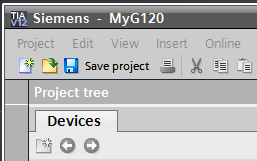 TIA V12 Siemens - MyG120
Project Edit View Insert Online
Save project
Project tree
Devices